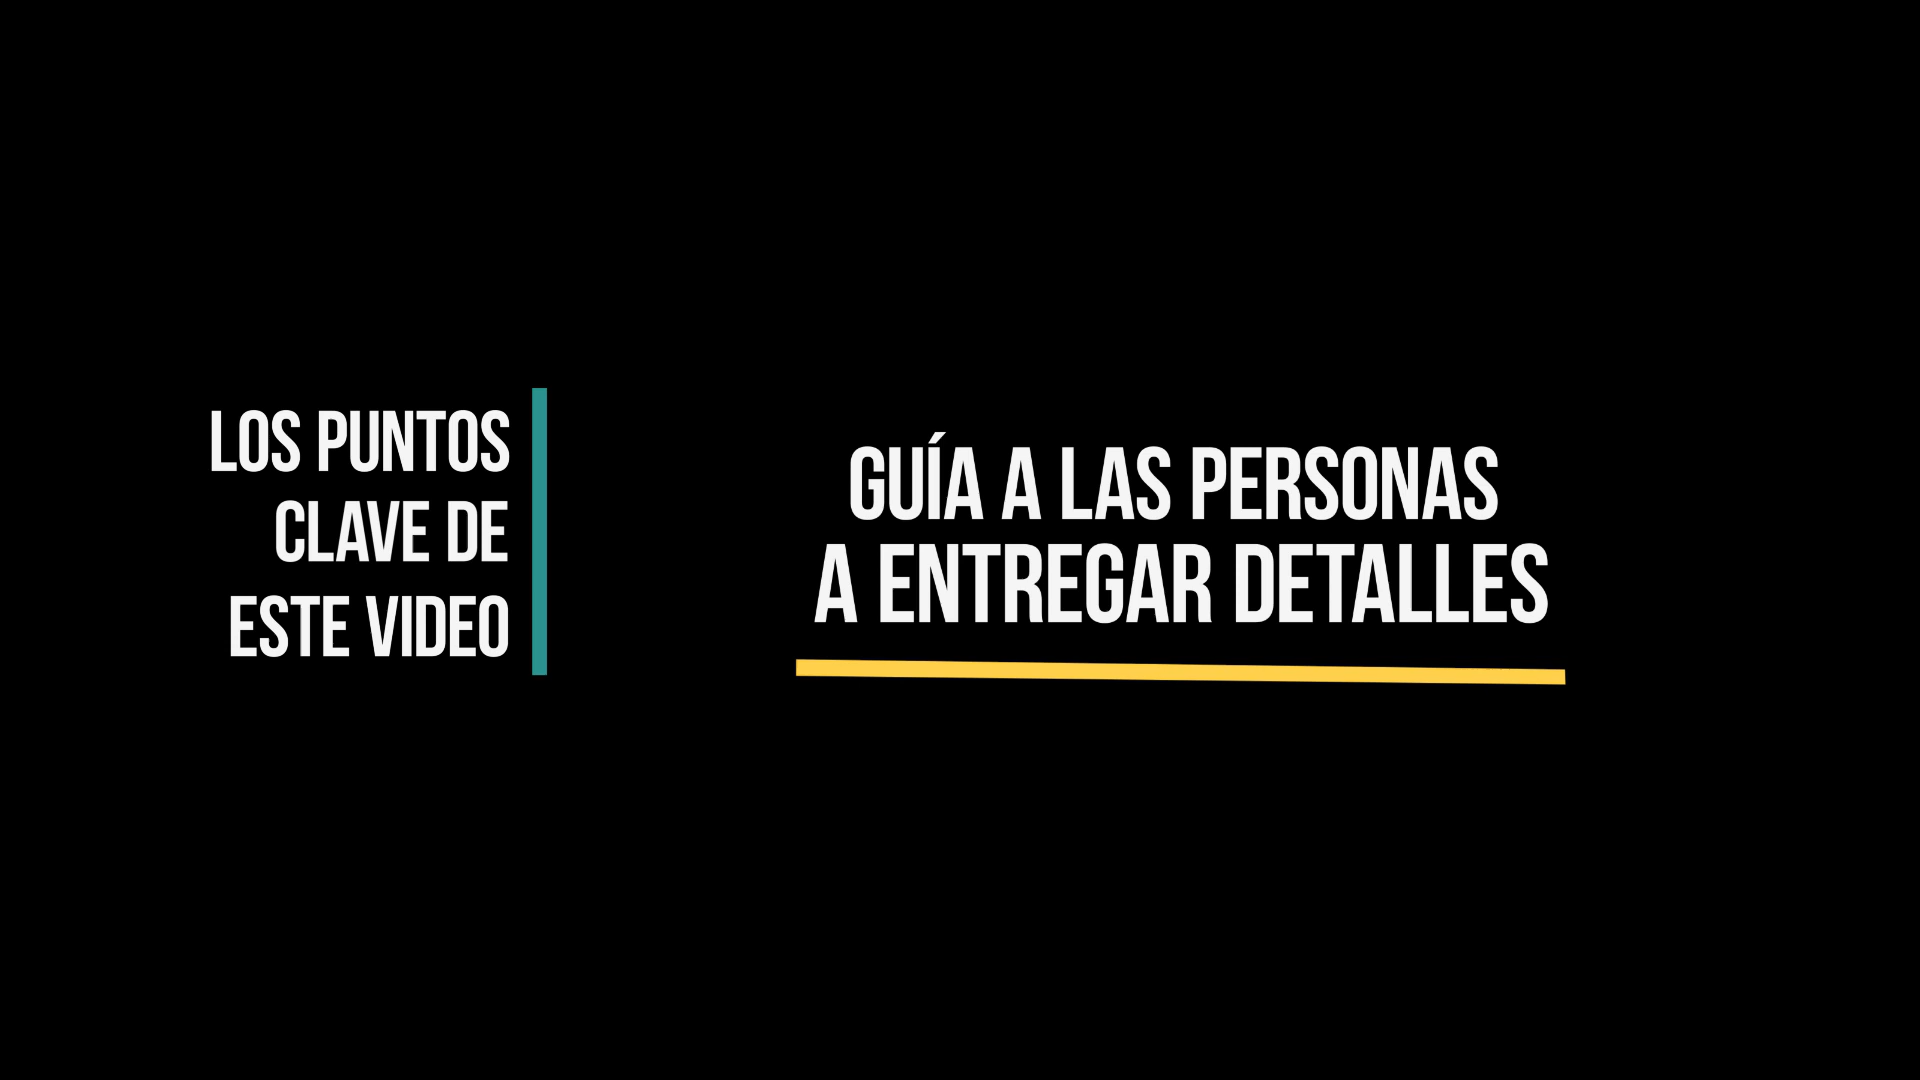 LOS PUNTOS
CLAVE DE
ESTE VIDEO
GUÍA A LAS PERSONAS
A ENTREGAR DETALLES